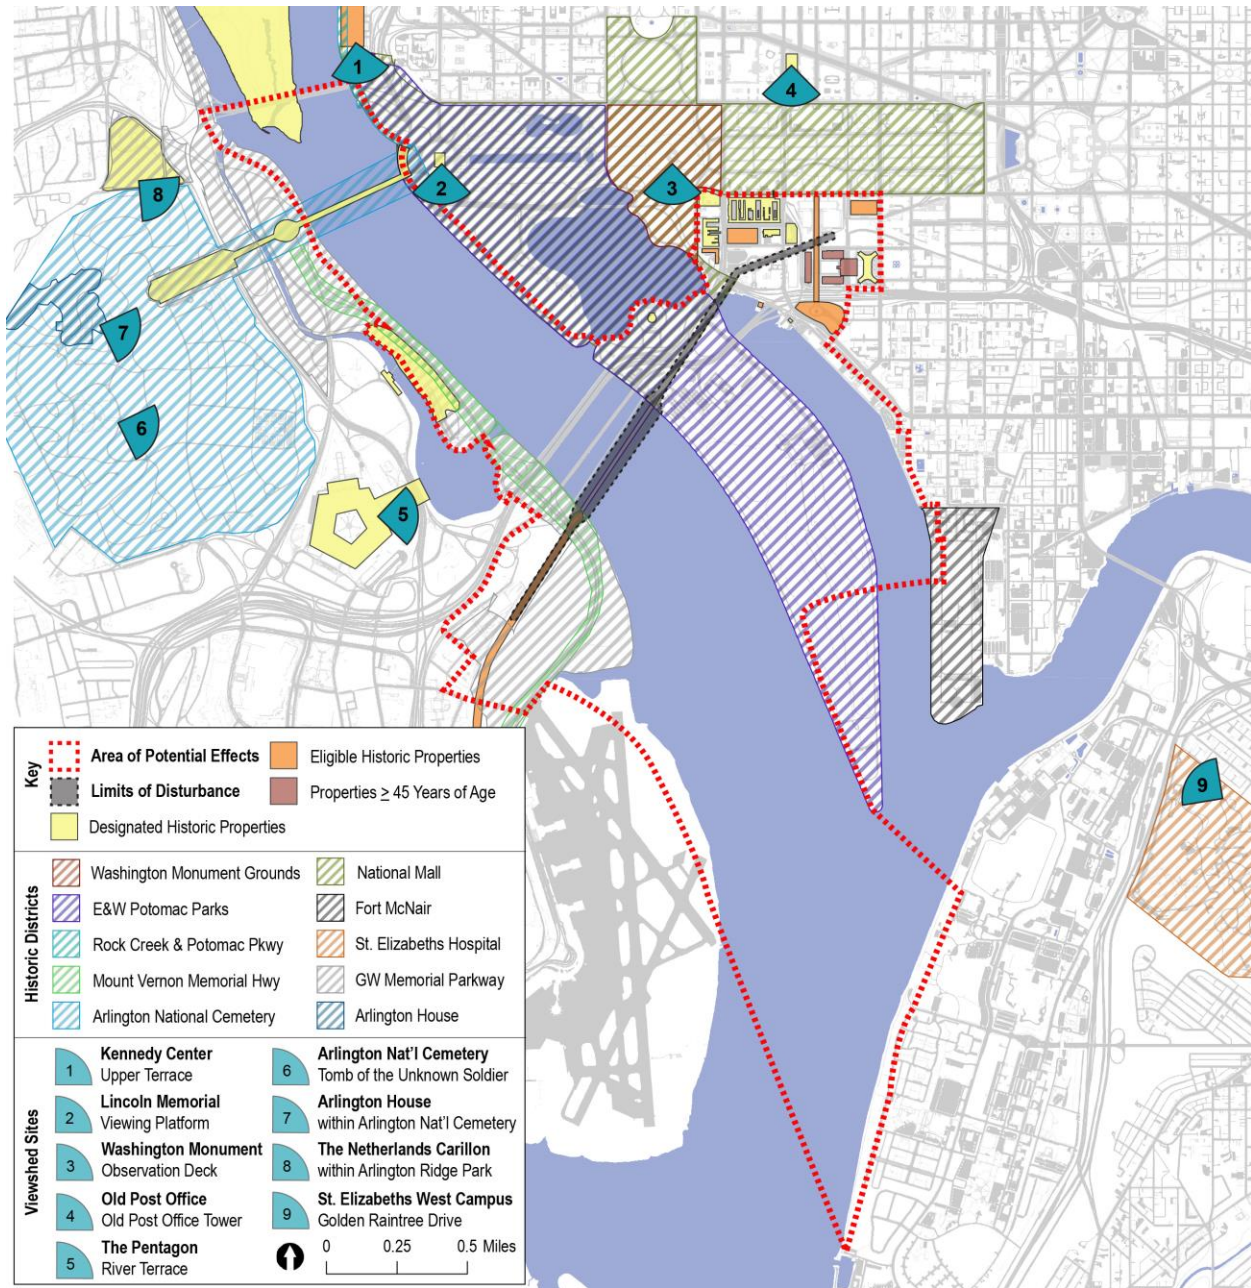 1
4
2
3
8
7
6
5
9
Key
Area of Potential Effects
Eligible Historic Properties
Limits of Disturbance
Properties ≥ 45 Years of Age
Designated Historic Properties
Historic Districts
Washington Monument Grounds
National Mall
E&W Potomac Parks
Fort McNair
Rock Creek & Potomac Pkwy
St. Elizabeths Hospital
Mount Vernon Memorial Hwy
GW Memorial Parkway
Arlington National Cemetery
Arlington House
Viewshed Sites
1 Kennedy Center
Upper Terrace
6 Arlington Nat'l Cemetery
Tomb of the Unknown Soldier
2 Lincoln Memorial
Viewing Platform
7 Arlington House
within Arlington Nat'l Cemetery
3 Washington Monument
Observation Deck
8 The Netherlands Carillon
within Arlington Ridge Park
4 Old Post Office
Old Post Office Tower
9 St. Elizabeths West Campus
Golden Raintree Drive
5 The Pentagon
River Terrace
0 0.25 0.5 Miles